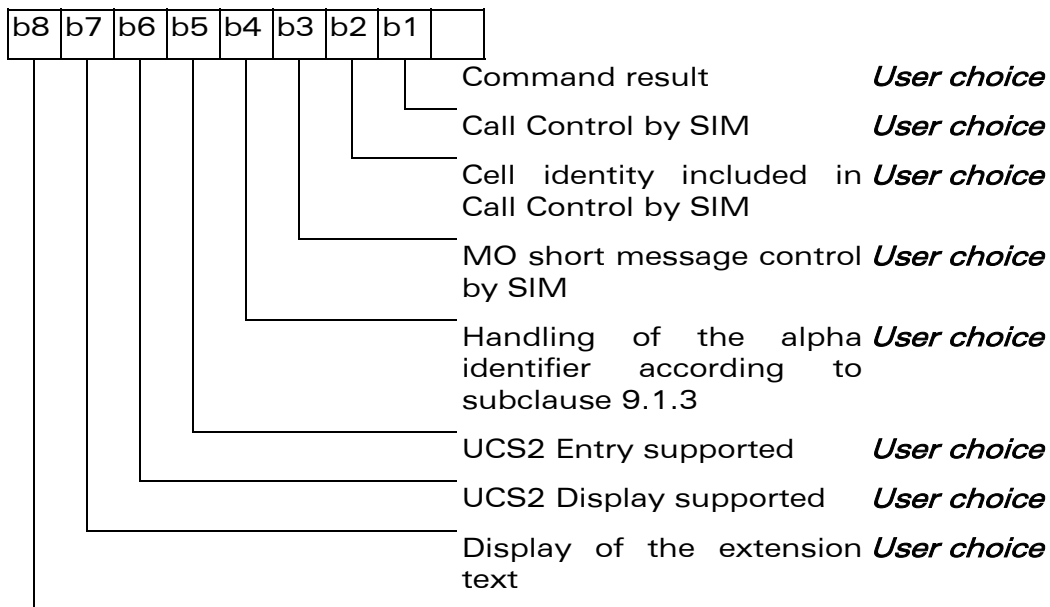 b8 b7 b6 b5 b4 b3 b2 b1
Command result User choice
Call Control by SIM User choice
Cell identity included in User choice
Call Control by SIM
MO short message control User choice
by SIM
Handling of the alpha User choice
identifier according to
subclause 9.1.3
UCS2 Entry supported User choice
UCS2 Display supported User choice
Display of the extension User choice
text